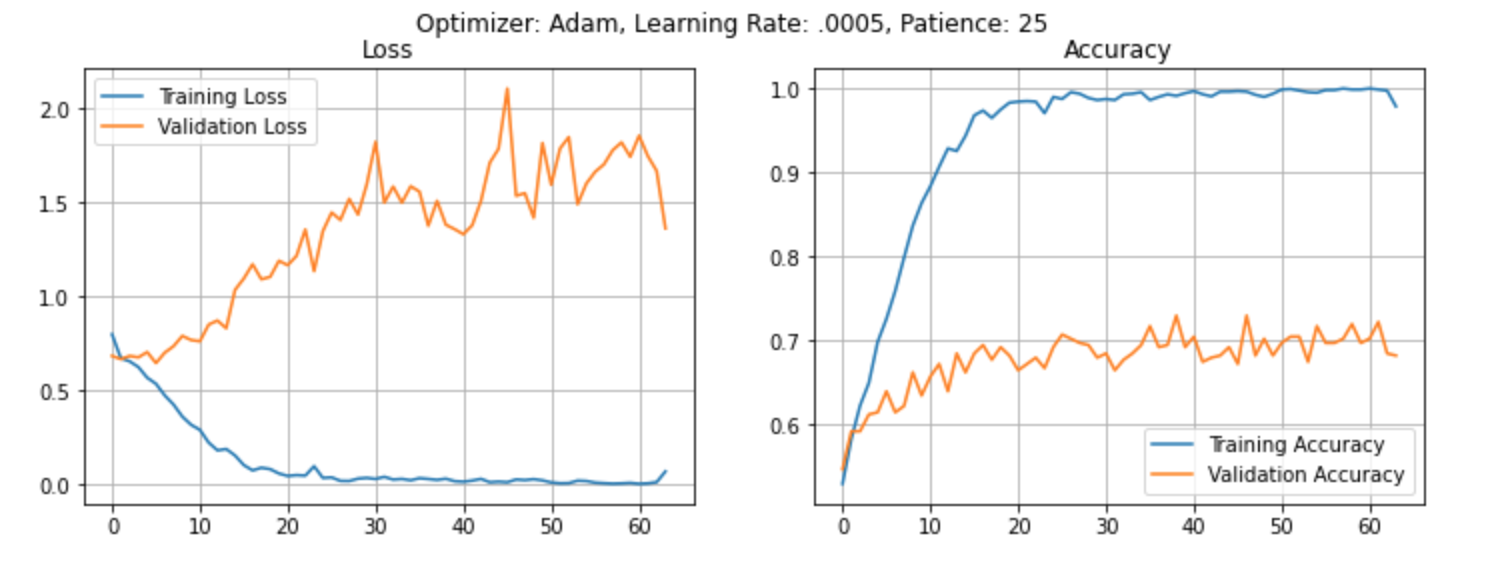 Optimizer: Adam, Learning Rate: .0005, Patience: 25
Loss
Training Loss
Validation Loss
2.0
1.5
1.0
0.5
0.0
0 10 20 30 40 50 60
Accuracy
1.0
0.9
0.8
0.7
0.6
Training Accuracy
Validation Accuracy
0 10 20 30 40 50 60